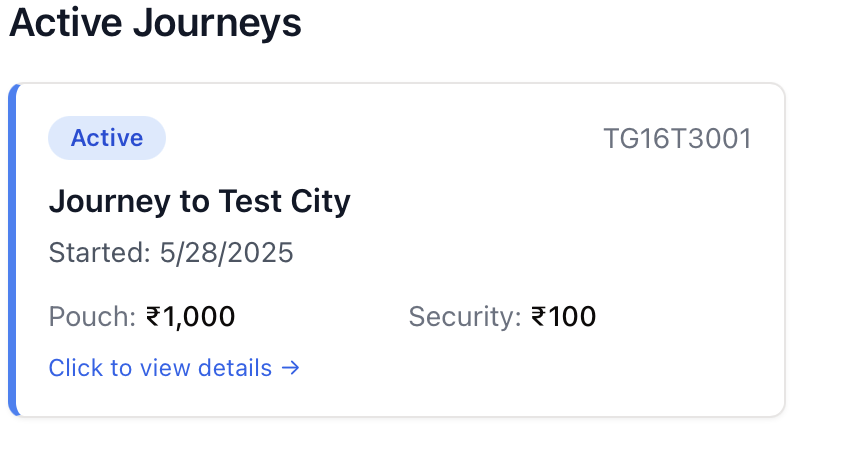 Active Journeys
Active
TG16T3001
Journey to Test City
Started: 5/28/2025
Pouch: ₹1,000 Security: ₹100
Click to view details →